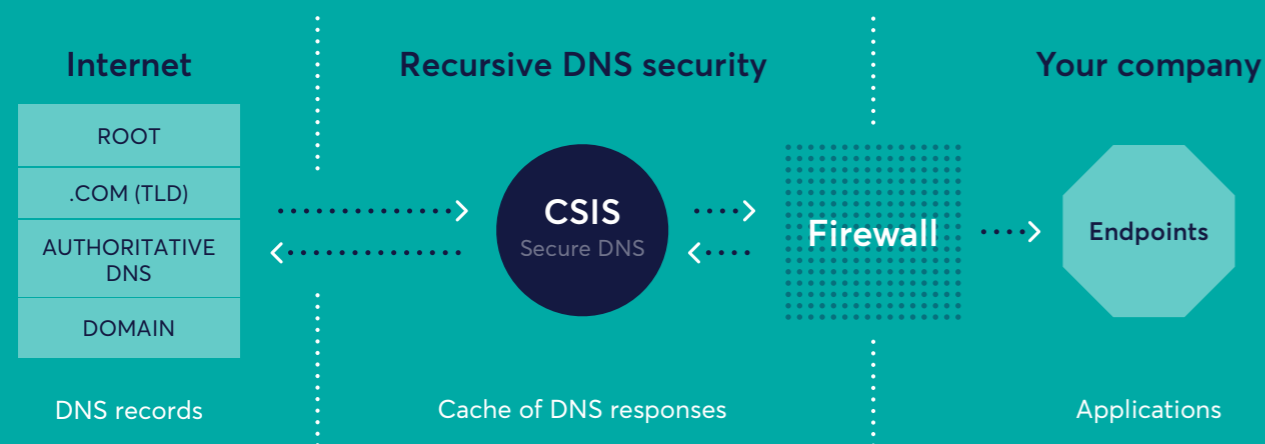 Internet
Recursive DNS security
Your company
ROOT
.COM (TLD)
AUTHORITATIVE
DNS
DOMAIN
CSIS
Secure DNS
Firewall
Endpoints
DNS records
Cache of DNS responses
Applications